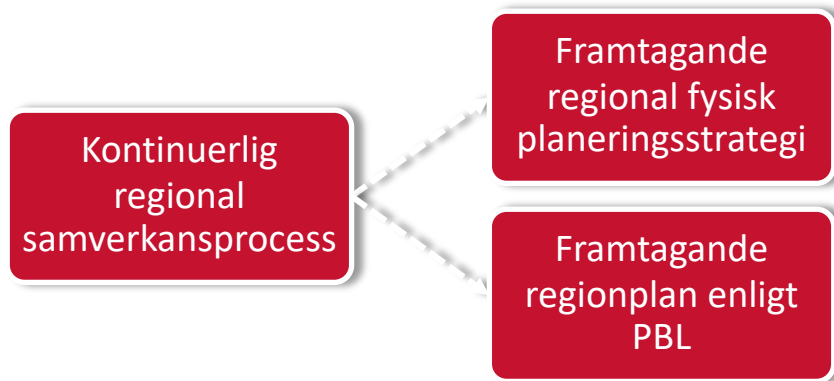 Kontinuerlig
regional
samverkansprocess
Framtagande
regional fysisk
planeringsstrategi
Framtagande
regionplan enligt
PBL